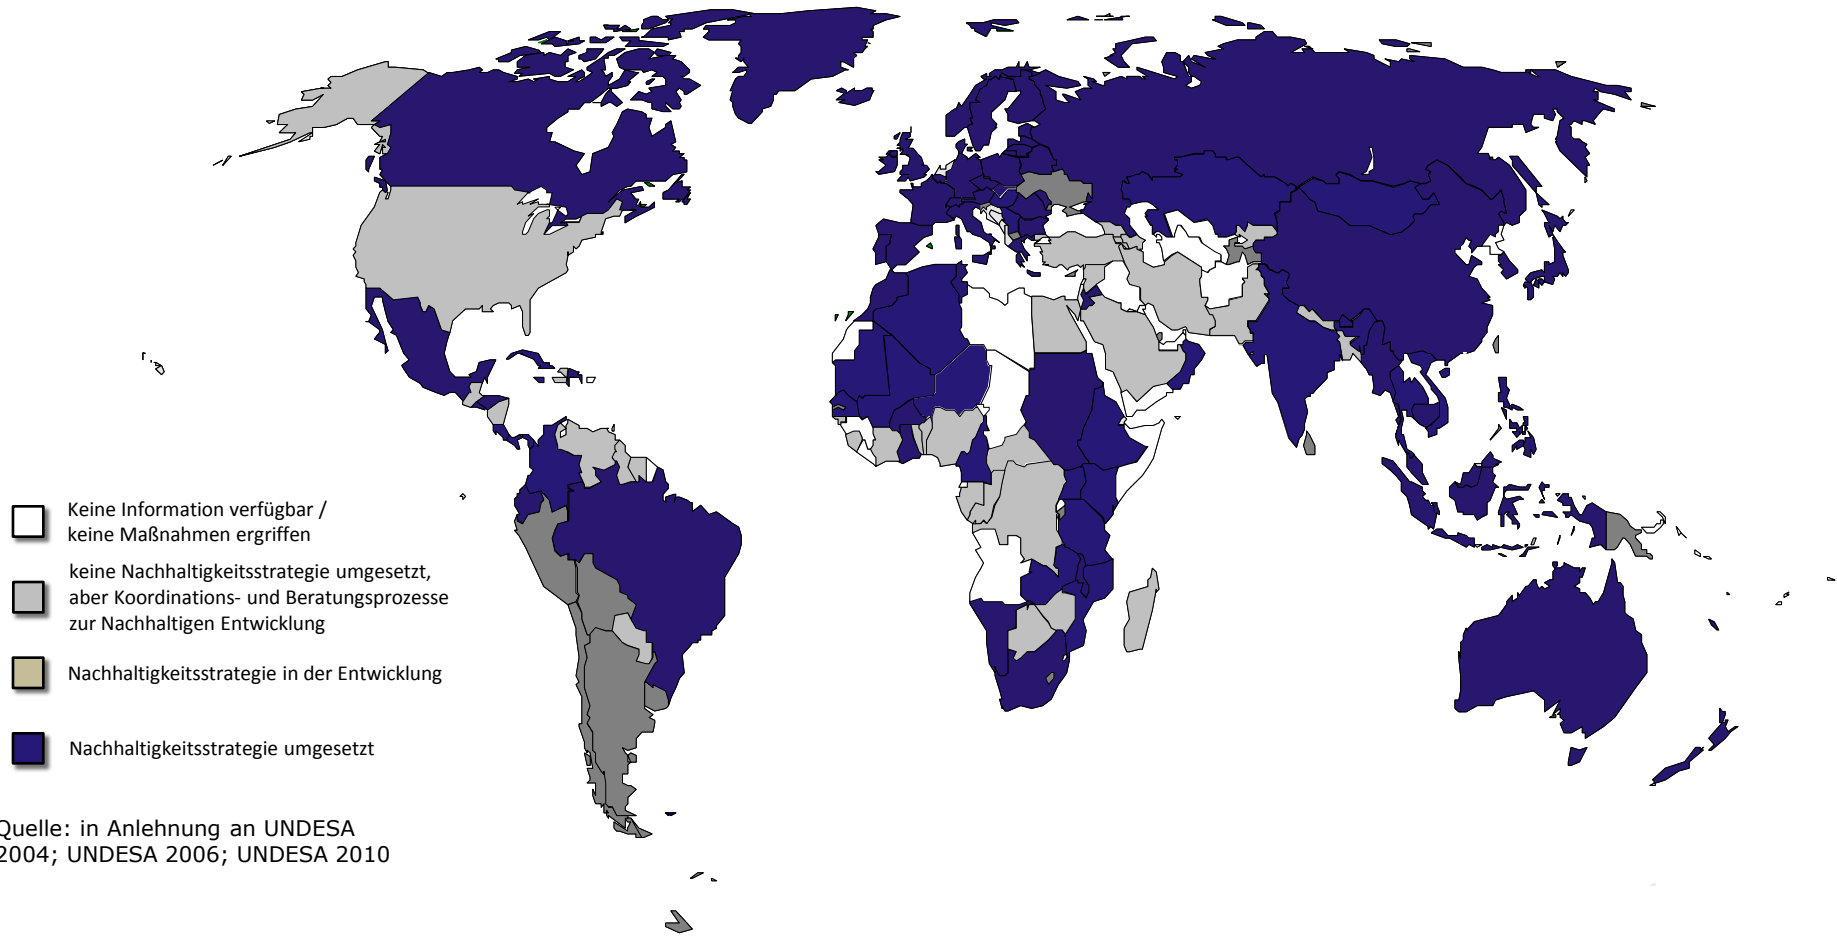 Keine Information verfügbar /
keine Maßnahmen ergriffen
keine Nachhaltigkeitsstrategie umgesetzt,
aber Koordinations- und Beratungsprozesse
zur Nachhaltigen Entwicklung
Nachhaltigkeitsstrategie in der Entwicklung
Nachhaltigkeitsstrategie umgesetzt
Quelle: in Anlehnung an UNDESA
2004; UNDESA 2006; UNDESA 2010